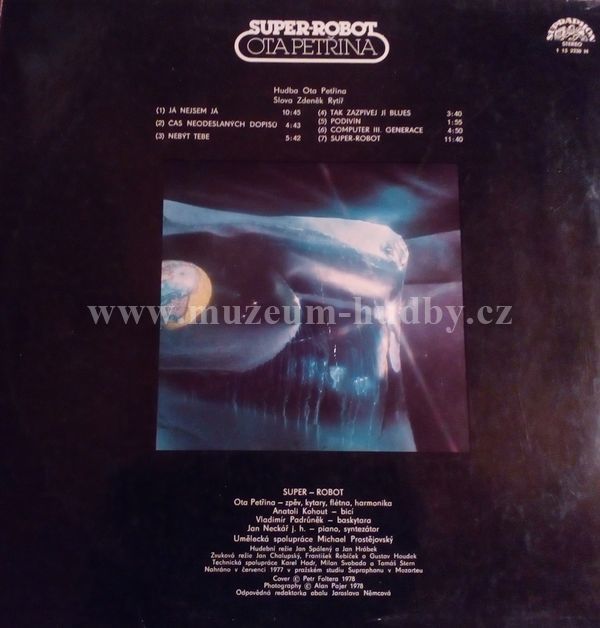 SUPER-ROBOT
OTA PETŘINA
SUPRAPHON
STEREO
1 13 2238 H
Hudba Ota Petřina
Slova Zdeněk Rytíř
(1) JÁ NEJSEM JÁ 10:45
(2) ČAS NEODESLANÝCH DOPISŮ 4:43
(3) NEBÝT TEBE 5:42
(4) TAK ZAZPÍVEJ JÍ BLUES 3:40
(5) PODIVÍN 1:55
(6) COMPUTER III. GENERACE 4:50
(7) SUPER-ROBOT 11:40
www.muzeum-hudby.cz
SUPER – ROBOT
Ota Petřina – zpěv, kytary, flétna, harmonika
Anatoli Kohout – bicí
Vladimír Padrůněk – baskytara
Jan Neckář j. h. – piano, syntezátor
Umělecká spolupráce Michael Prostějovský
Hudební režie Jan Spálený a Jan Hrábek
Zvuková režie Jan Chalupský, František Řebíček a Gustav Houdek
Technická spolupráce Karel Hodr, Milan Svoboda a Tomáš Štern
Nahráno v červenci 1977 v pražském studiu Supraphonu v Mozarteu
Cover © Petr Foltera 1978
Photography © Alan Pajer 1978
Odpovědná redaktorka obalu Jaroslava Němcová